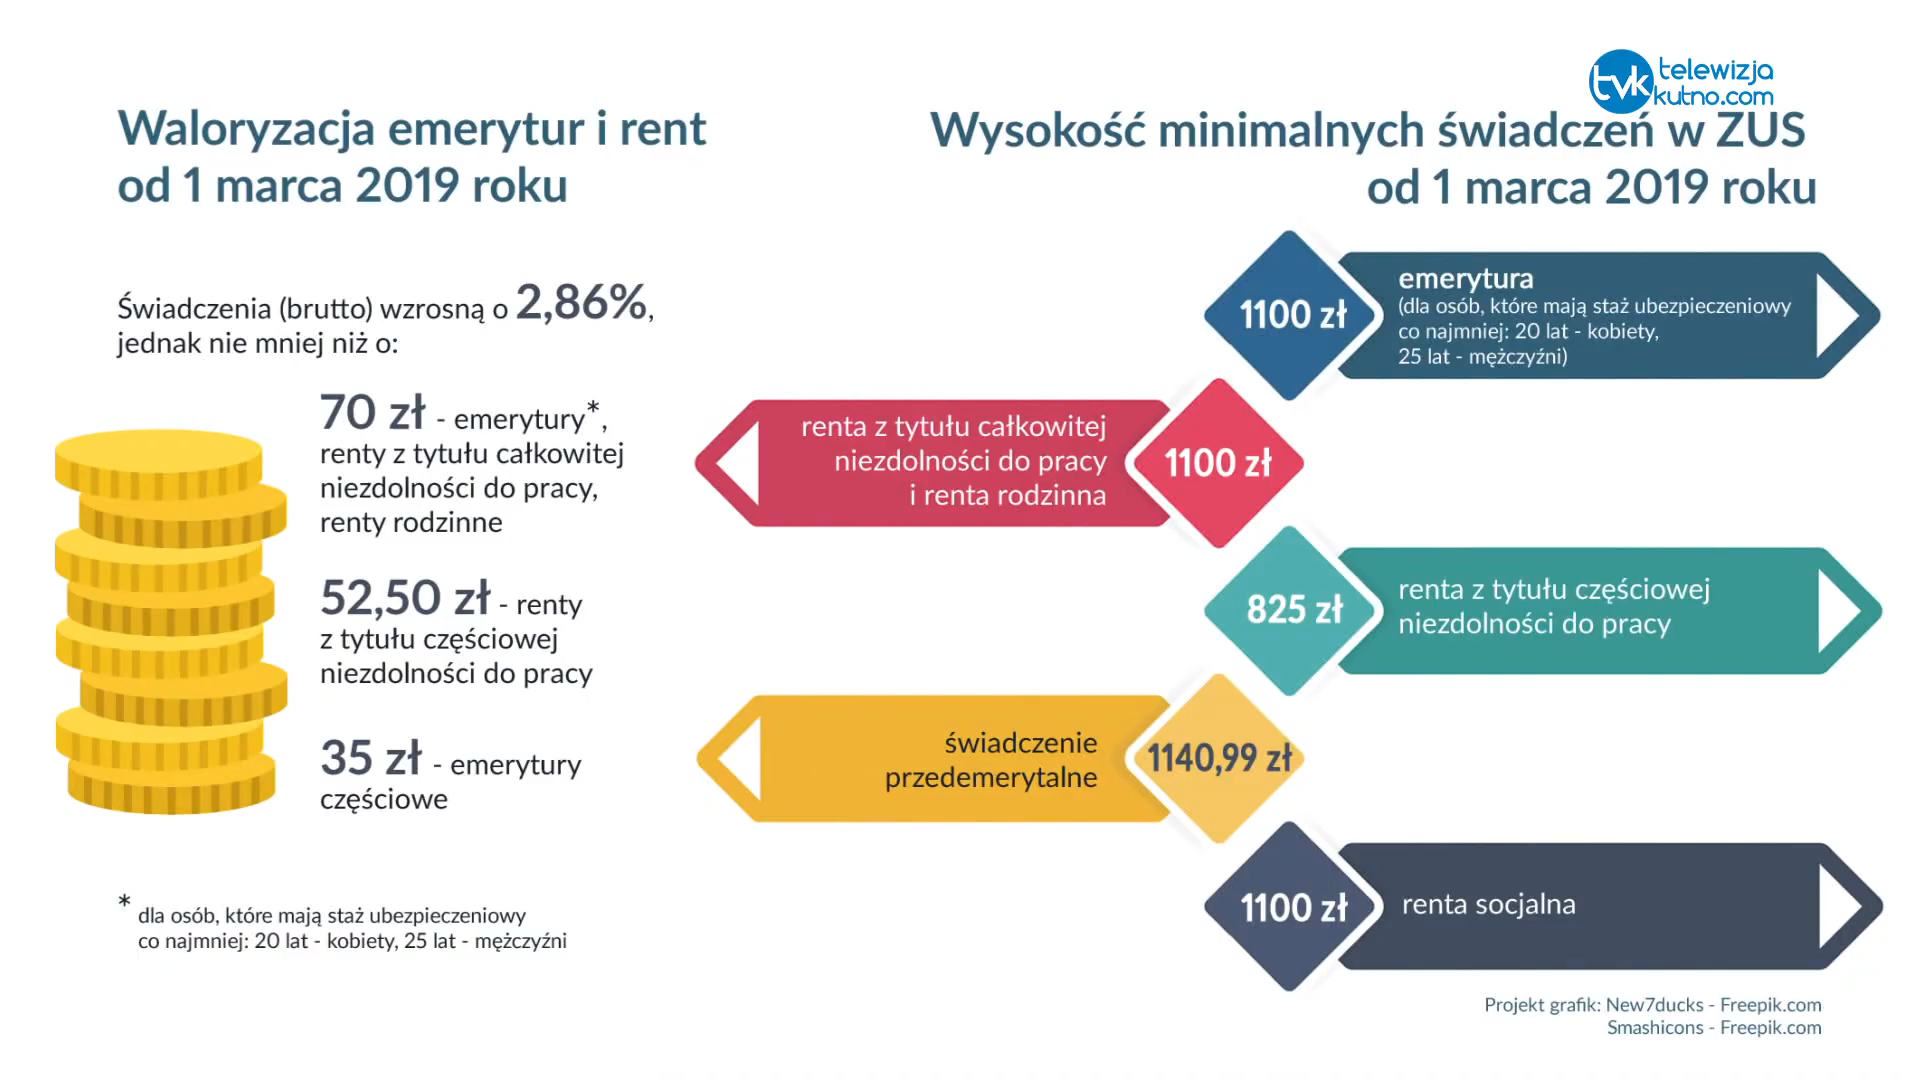 tvk telewizja
kutno.com
Waloryzacja emerytur i rent
od 1 marca 2019 roku
Świadczenia (brutto) wzrosną o 2,86%,
jednak nie mniej niż o:
70 zł - emerytury*,
renty z tytułu całkowitej
niezdolności do pracy,
renty rodzinne
52,50 zł - renty
z tytułu częściowej
niezdolności do pracy
35 zł - emerytury
częściowe
* dla osób, które mają staż ubezpieczeniowy
co najmniej: 20 lat - kobiety, 25 lat - mężczyźni
Wysokość minimalnych świadczeń w ZUS
od 1 marca 2019 roku
1100 zł
emerytura
(dla osób, które mają staż ubezpieczeniowy
co najmniej: 20 lat - kobiety,
25 lat - mężczyźni)
renta z tytułu całkowitej
niezdolności do pracy
i renta rodzinna
1100 zł
825 zł
renta z tytułu częściowej
niezdolności do pracy
świadczenie
przedemerytalne
1140,99 zł
1100 zł
renta socjalna
Projekt grafik: New7ducks - Freepik.com
Smashicons - Freepik.com